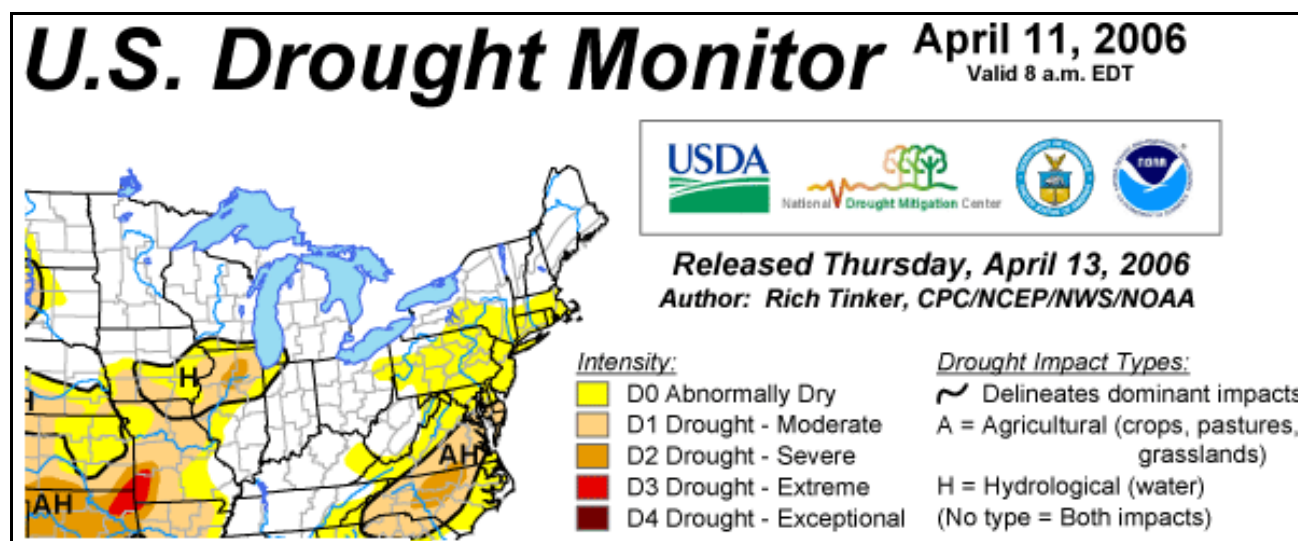 U.S. Drought Monitor
April 11, 2006
Valid 8 a.m. EDT
USDA
National Drought Mitigation Center
NOAA
Released Thursday, April 13, 2006
Author: Rich Tinker, CPC/NCEP/NWS/NOAA
Intensity:
D0 Abnormally Dry
D1 Drought - Moderate
D2 Drought - Severe
D3 Drought - Extreme
D4 Drought - Exceptional
Drought Impact Types:
Delineates dominant impacts
A = Agricultural (crops, pastures,
grasslands)
H = Hydrological (water)
(No type = Both impacts)
H
H
AH
AH